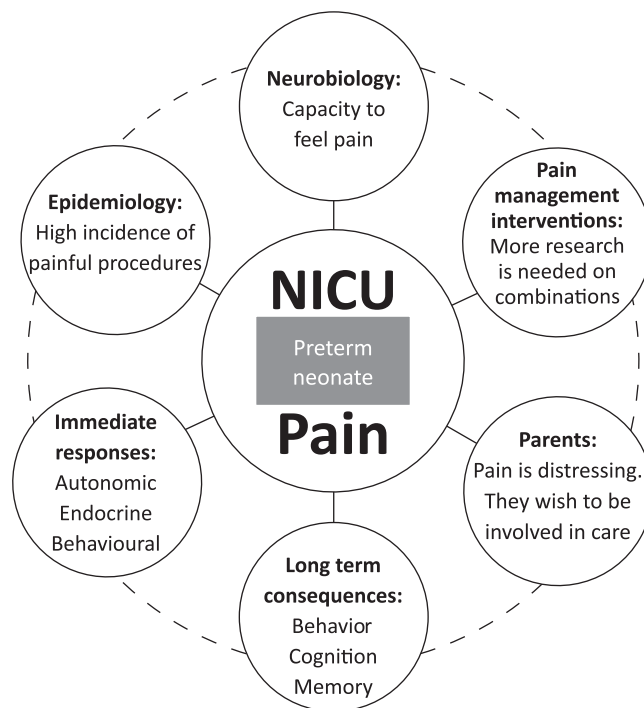 Neurobiology:
Capacity to
feel pain
Pain
management
interventions:
More research
is needed on
combinations
Parents:
Pain is distressing.
They wish to be
involved in care
Long term
consequences:
Behavior
Cognition
Memory
Immediate
responses:
Autonomic
Endocrine
Behavioural
Epidemiology:
High incidence of
painful procedures
NICU
Preterm
neonate
Pain